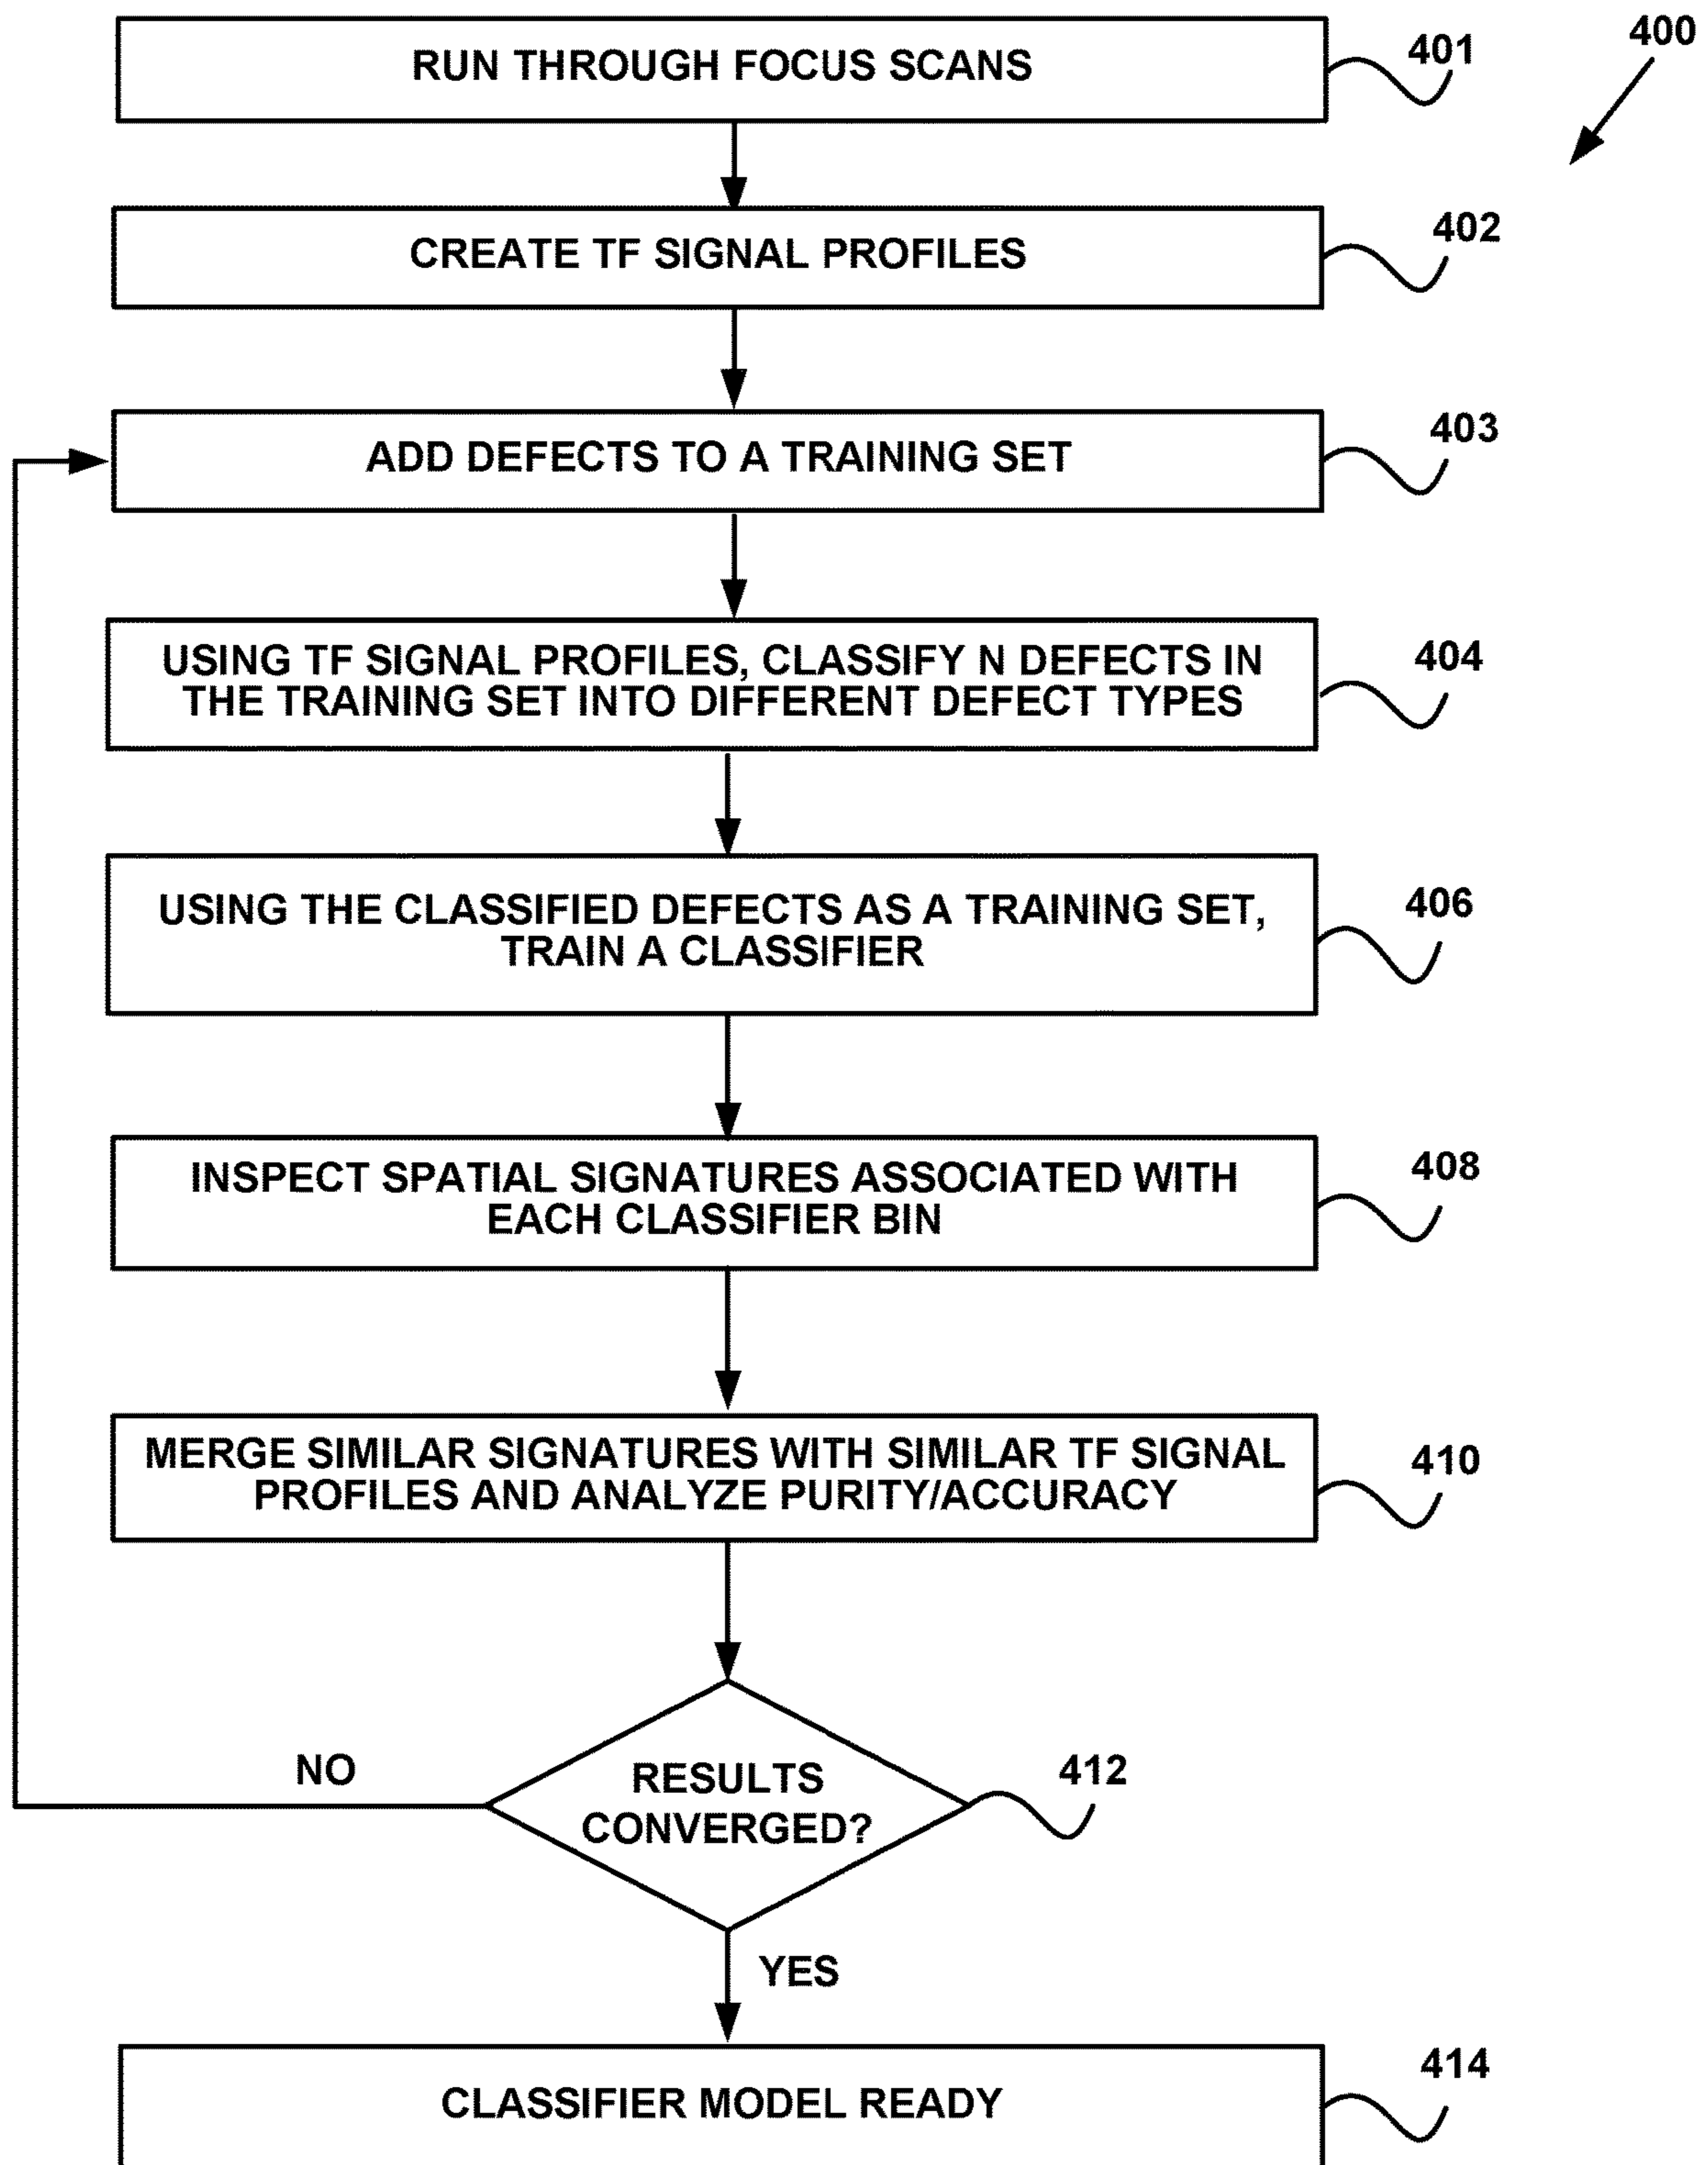 400
RUN THROUGH FOCUS SCANS
401
CREATE TF SIGNAL PROFILES
402
ADD DEFECTS TO A TRAINING SET
403
USING TF SIGNAL PROFILES, CLASSIFY N DEFECTS IN
THE TRAINING SET INTO DIFFERENT DEFECT TYPES
404
USING THE CLASSIFIED DEFECTS AS A TRAINING SET,
TRAIN A CLASSIFIER
406
INSPECT SPATIAL SIGNATURES ASSOCIATED WITH
EACH CLASSIFIER BIN
408
MERGE SIMILAR SIGNATURES WITH SIMILAR TF SIGNAL
PROFILES AND ANALYZE PURITY/ACCURACY
410
NO
RESULTS
CONVERGED?
412
YES
CLASSIFIER MODEL READY
414